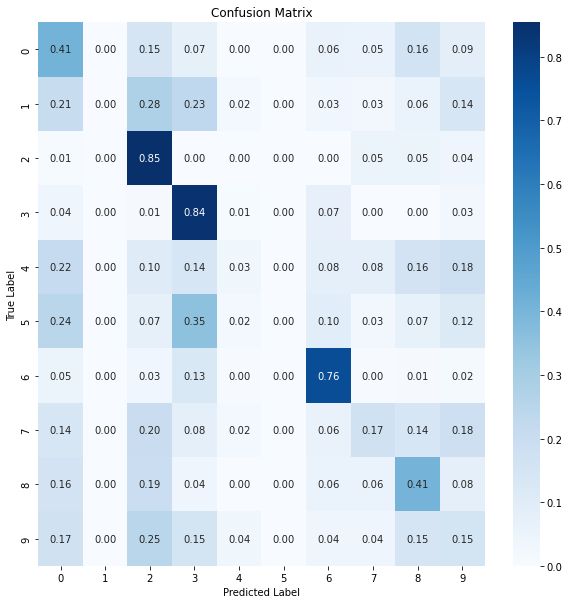 Confusion Matrix
0 0.41 0.00 0.15 0.07 0.00 0.00 0.06 0.05 0.16 0.09
1 0.21 0.00 0.28 0.23 0.02 0.00 0.03 0.03 0.06 0.14
2 0.01 0.00 0.85 0.00 0.00 0.00 0.00 0.05 0.05 0.04
3 0.04 0.00 0.01 0.84 0.01 0.00 0.07 0.00 0.00 0.03
4 0.22 0.00 0.10 0.14 0.03 0.00 0.08 0.08 0.16 0.18
5 0.24 0.00 0.07 0.35 0.02 0.00 0.10 0.03 0.07 0.12
6 0.05 0.00 0.03 0.13 0.00 0.00 0.76 0.00 0.01 0.02
7 0.14 0.00 0.20 0.08 0.02 0.00 0.06 0.17 0.14 0.18
8 0.16 0.00 0.19 0.04 0.00 0.00 0.06 0.06 0.41 0.08
9 0.17 0.00 0.25 0.15 0.04 0.00 0.04 0.04 0.15 0.15
0 1 2 3 4 5 6 7 8 9
Predicted Label
True Label
0.8
0.7
0.6
0.5
0.4
0.3
0.2
0.1
0.0